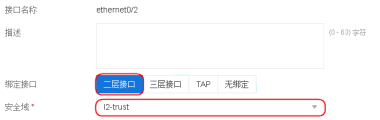 接口名称 ethernet0/2
描述 (0 - 63) 字符
绑定接口 二层接口 三层接口 TAP 无绑定
安全域 * l2-trust